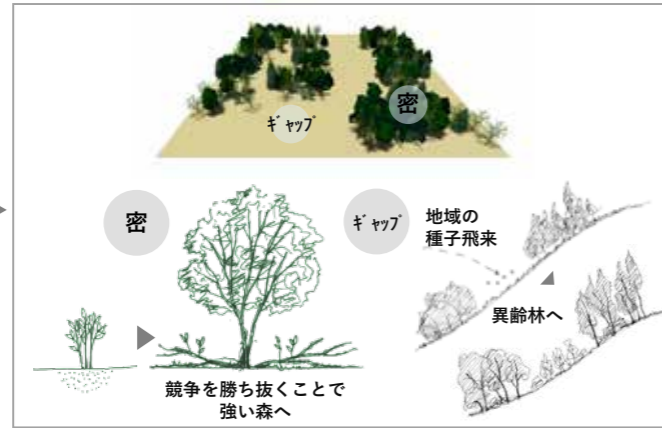 ギャップ
密
密
競争を勝ち抜くことで
強い森へ
ギャップ
地域の
種子飛来
異齢林へ